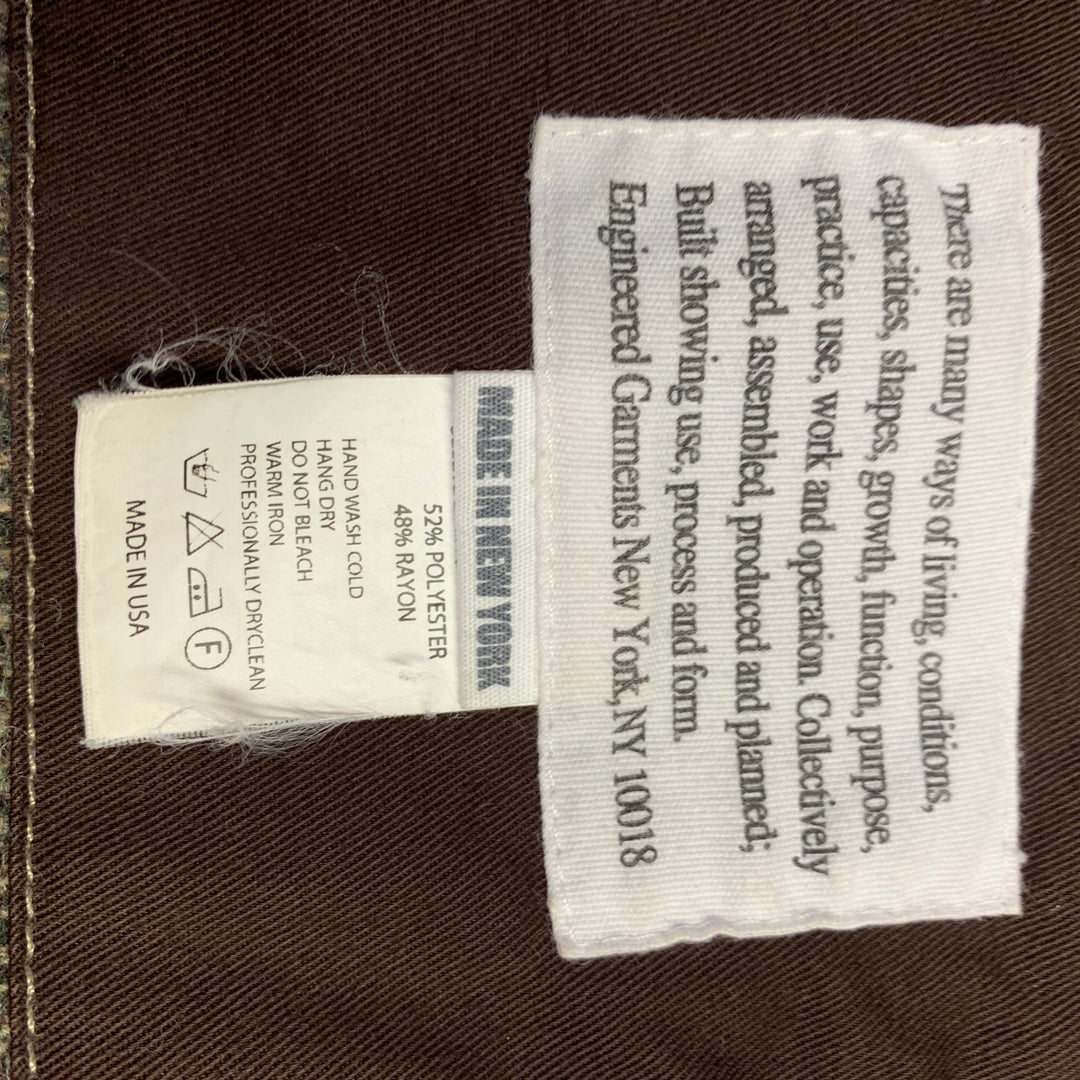 There are many ways of living, conditions,
capacities, shapes, growth, function, purpose,
practice, use, work and operation. Collectively
arranged, assembled, produced and planned;
Built showing use, process and form.
Engineered Garments New York, NY 10018
MADE IN NEW YORK
52% POLYESTER
48% RAYON
HAND WASH COLD
HANG DRY
DO NOT BLEACH
WARM IRON
PROFESSIONALLY DRYCLEAN
F
MADE IN USA